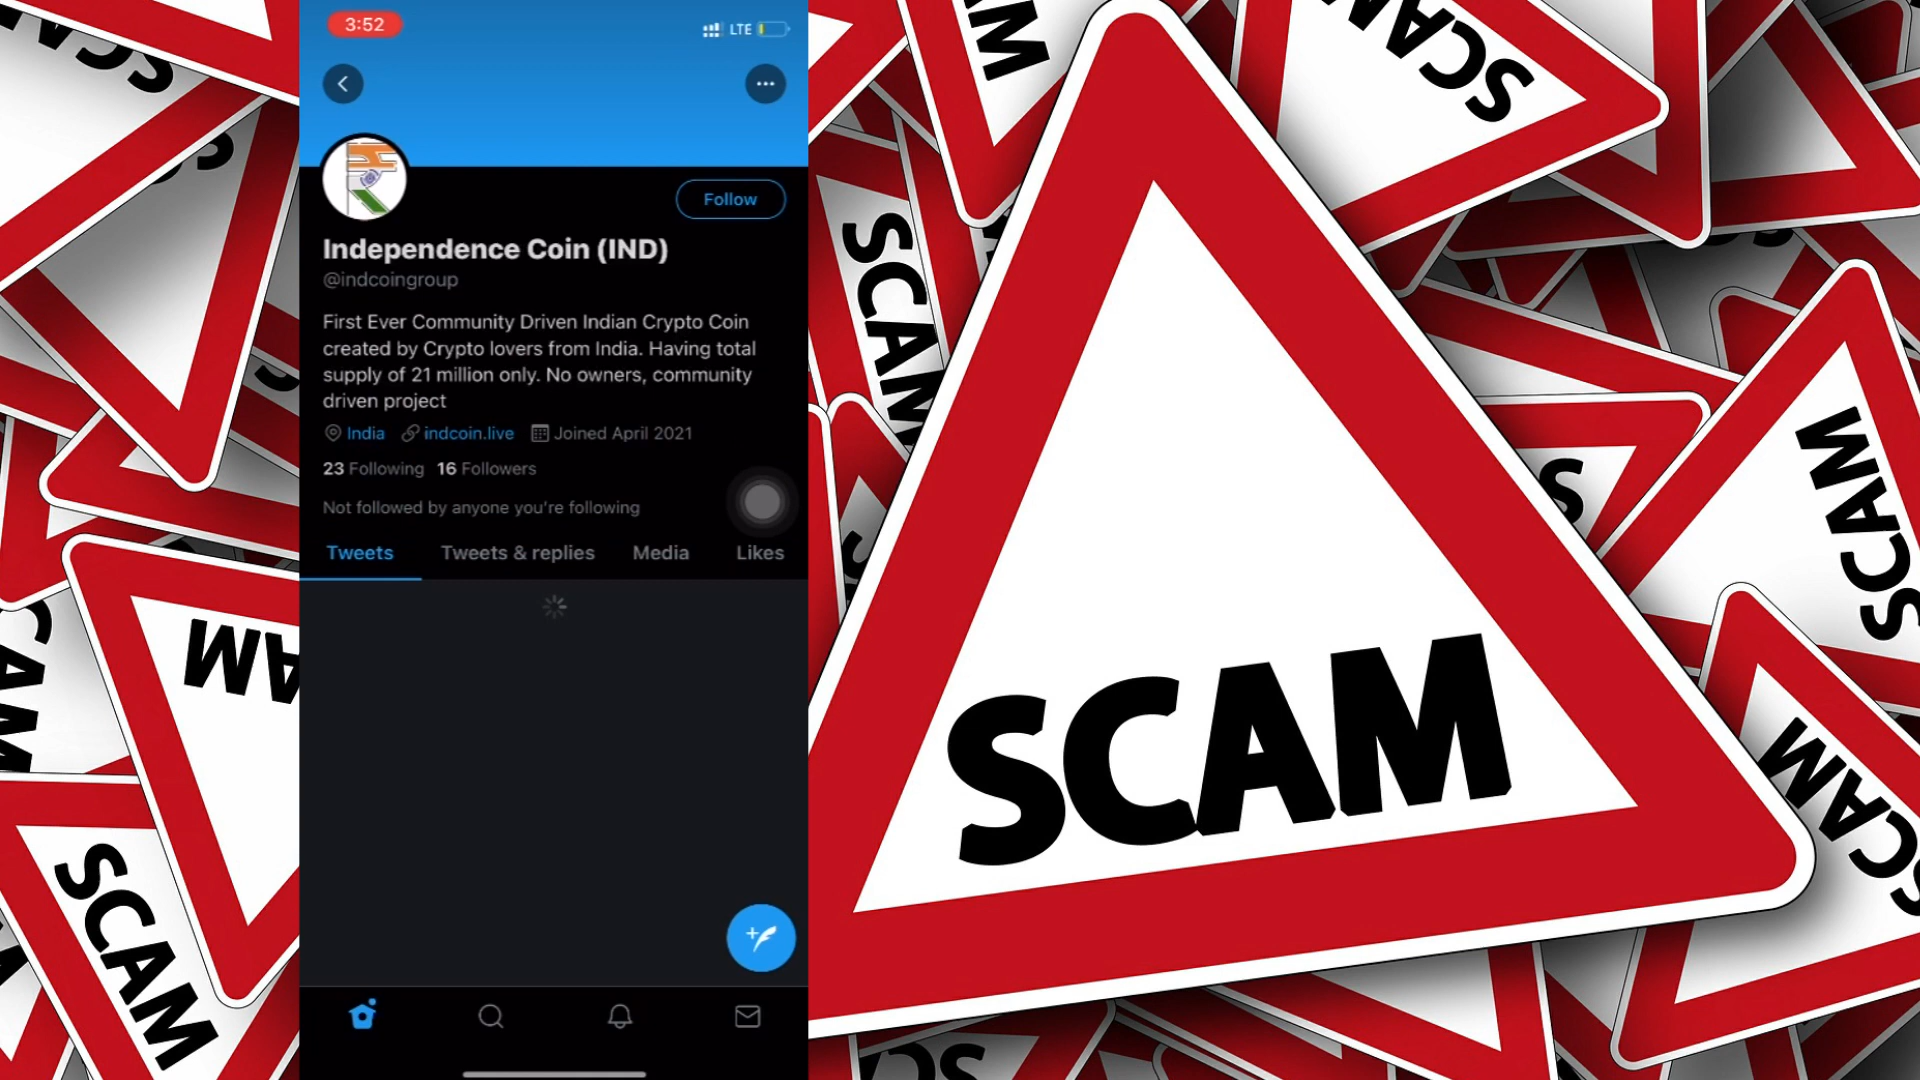 3:52
LTE
Follow
Independence Coin (IND)
@indcoingroup
First Ever Community Driven Indian Crypto Coin
created by Crypto lovers from India. Having total
supply of 21 million only. No owners, community
driven project
India indcoin.live Joined April 2021
23 Following 16 Followers
Not followed by anyone you're following
Tweets Tweets & replies Media Likes
SCAM
SCAM
SCAM
SCAM
SCAM
SCAM